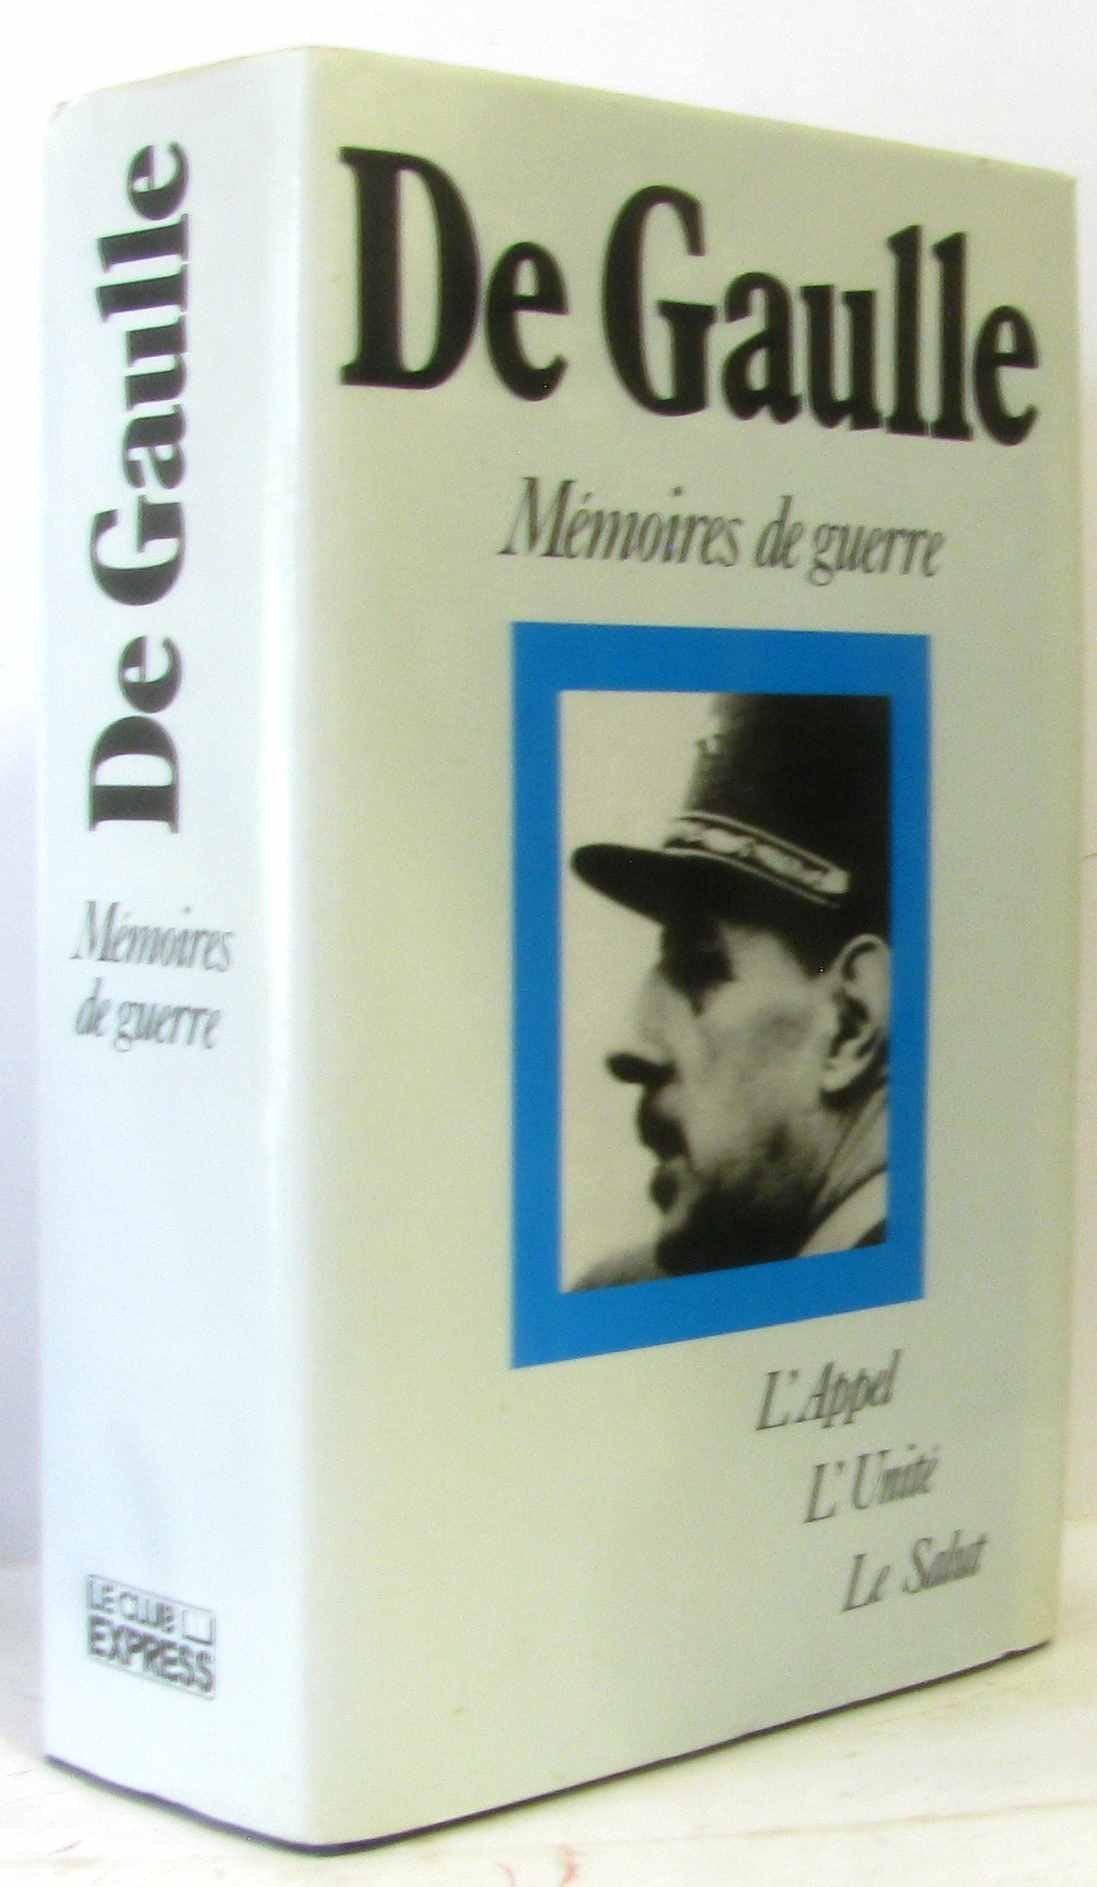 De Gaulle
Mémoires
de guerre
LE CLUB
EXPRESS
De Gaulle
Mémoires de guerre
L'Appel
L'Unité
Le Salut